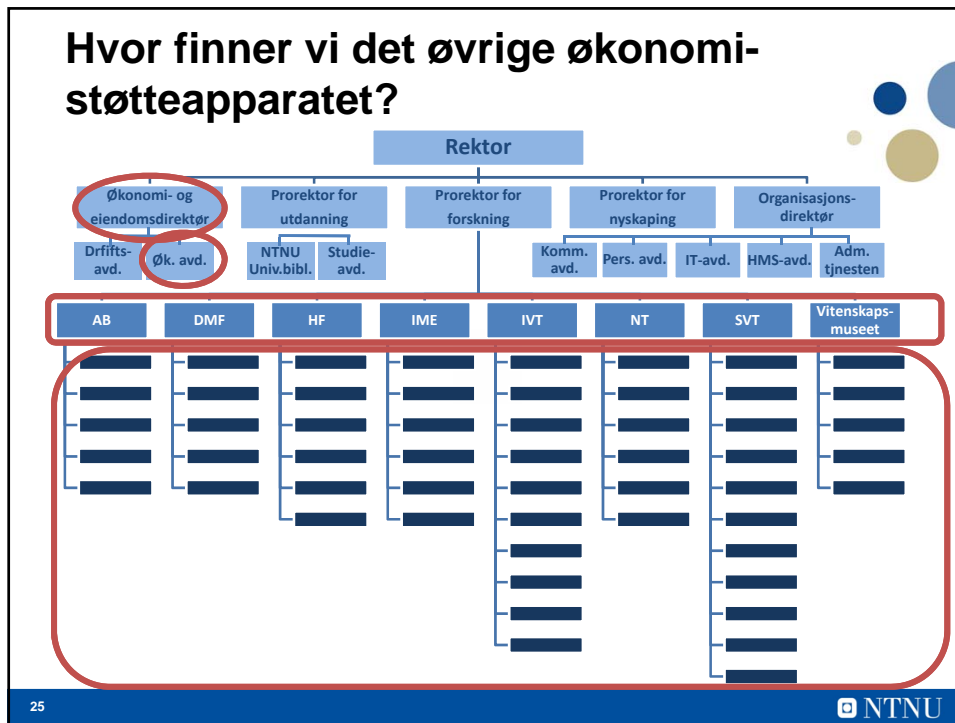 Hvor finner vi det øvrige økonomi-
støtteapparatet?
Rektor
Økonomi- og
eiendomsdirektør
Prorektor for
utdanning
Prorektor for
forskning
Prorektor for
nyskaping
Organisasjons-
direktør
Drfifts-
avd.
Øk. avd.
NTNU
Univ.bibl.
Studie-
avd.
Komm.
avd.
Pers. avd.
IT-avd.
HMS-avd.
Adm.
tjnesten
AB
DMF
HF
IME
IVT
NT
SVT
Vitenskaps-
museet
25
NTNU